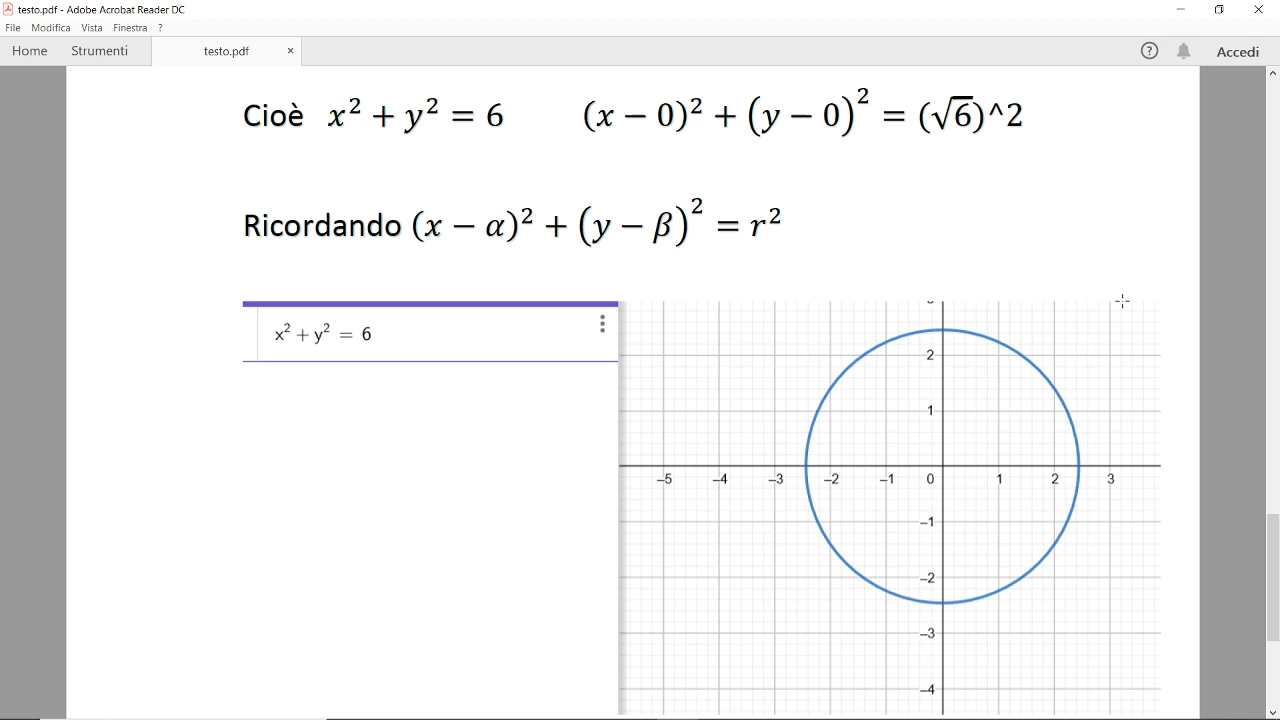 testo.pdf - Adobe Acrobat Reader DC
File Modifica Vista Finestra ?
Home Strumenti testo.pdf × Accedi
Cioè x² + y² = 6 (x − 0)² + (y − 0)² = (√6)^2
Ricordando (x − α)² + (y − β)² = r²
x² + y² = 6
2
1
−5 −4 −3 −2 −1 0 1 2 3
−1
−2
−3
−4